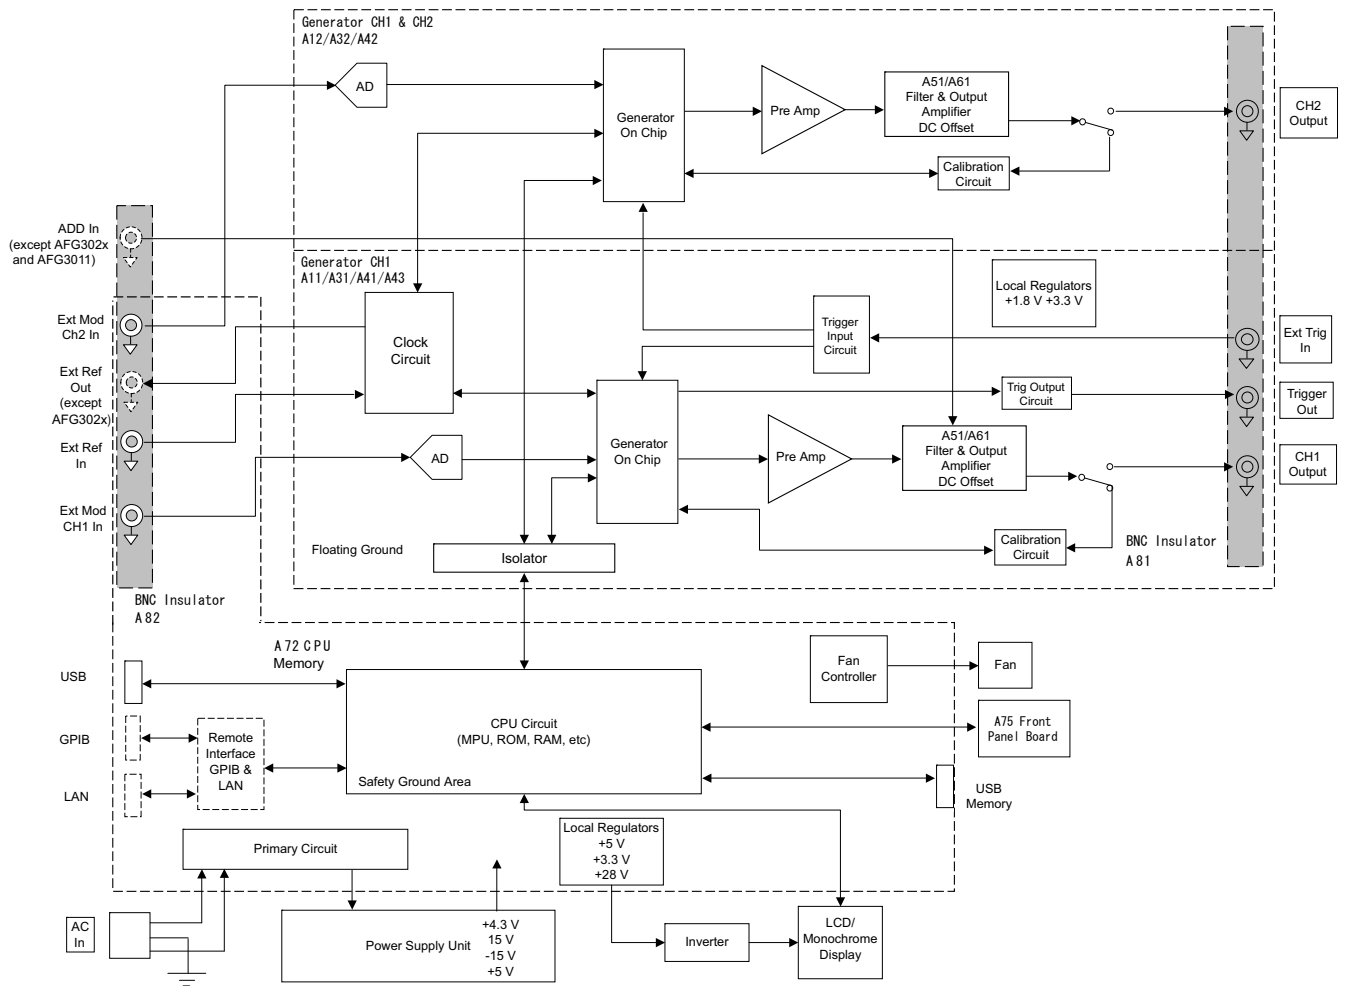 Generator CH1 & CH2
A12/A32/A42
AD
Generator
On Chip
Pre Amp
A51/A61
Filter & Output
Amplifier
DC Offset
Calibration
Circuit
CH2
Output
ADD In
(except AFG302x
and AFG3011)
Generator CH1
A11/A31/A41/A43
Local Regulators
+1.8 V +3.3 V
Ext Mod
Ch2 In
Clock
Circuit
Trigger
Input
Circuit
Ext Trig
In
Ext Ref
Out
(except
AFG302x)
Trig Output
Circuit
Trigger
Out
Ext Ref
In
AD
Generator
On Chip
Pre Amp
A51/A61
Filter & Output
Amplifier
DC Offset
CH1
Output
Ext Mod
CH1 In
Floating Ground
Isolator
Calibration
Circuit
BNC Insulator
A81
BNC Insulator
A82
A72 CPU
Memory
Fan
Controller
Fan
USB
CPU Circuit
(MPU, ROM, RAM, etc)
Safety Ground Area
A75 Front
Panel Board
GPIB
Remote
Interface
GPIB &
LAN
LAN
USB
Memory
Primary Circuit
Local Regulators
+5 V
+3.3 V
+28 V
AC
In
Power Supply Unit
+4.3 V
15 V
-15 V
+5 V
Inverter
LCD/
Monochrome
Display